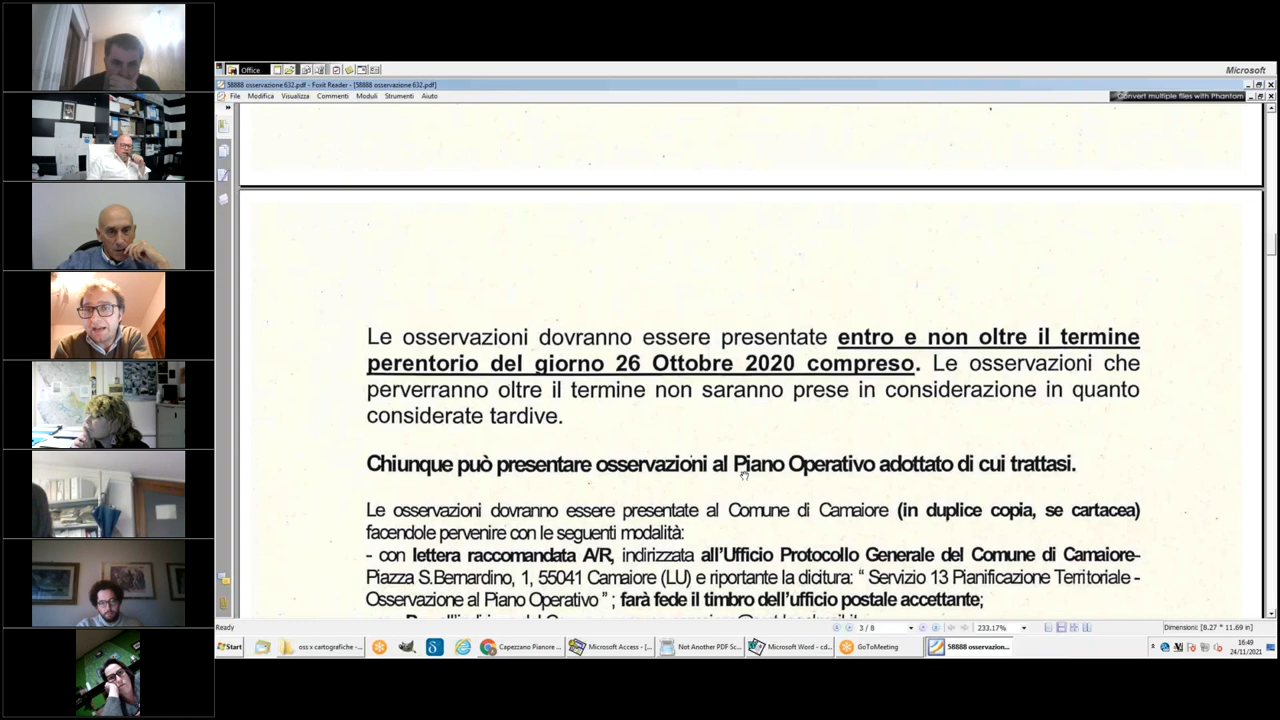 Office
Microsoft
58888 osservazione 632.pdf - Foxit Reader - [58888 osservazione 632.pdf]
File Modifica Visualizza Commenti Moduli Strumenti Aiuto
Convert multiple files with Phantom
Le osservazioni dovranno essere presentate entro e non oltre il termine
perentorio del giorno 26 Ottobre 2020 compreso. Le osservazioni che
perverranno oltre il termine non saranno prese in considerazione in quanto
considerate tardive.
Chiunque può presentare osservazioni al Piano Operativo adottato di cui trattasi.
Le osservazioni dovranno essere presentate al Comune di Camaiore (in duplice copia, se cartacea)
facendole pervenire con le seguenti modalità:
- con lettera raccomandata A/R, indirizzata all'Ufficio Protocollo Generale del Comune di Camaiore-
Piazza S.Bernardino, 1, 55041 Camaiore (LU) e riportante la dicitura: “ Servizio 13 Pianificazione Territoriale -
Osservazione al Piano Operativo ” ; farà fede il timbro dell'ufficio postale accettante;
Ready
3 / 8
233.17%
Dimensioni: [8.27 * 11.69 in]
Start
oss x cartografiche -...
Capezzano Pianore ...
Microsoft Access - [...
Not Another PDF Sc...
Microsoft Word - cd...
GoToMeeting
58888 osservazion...
16:49
24/11/2021